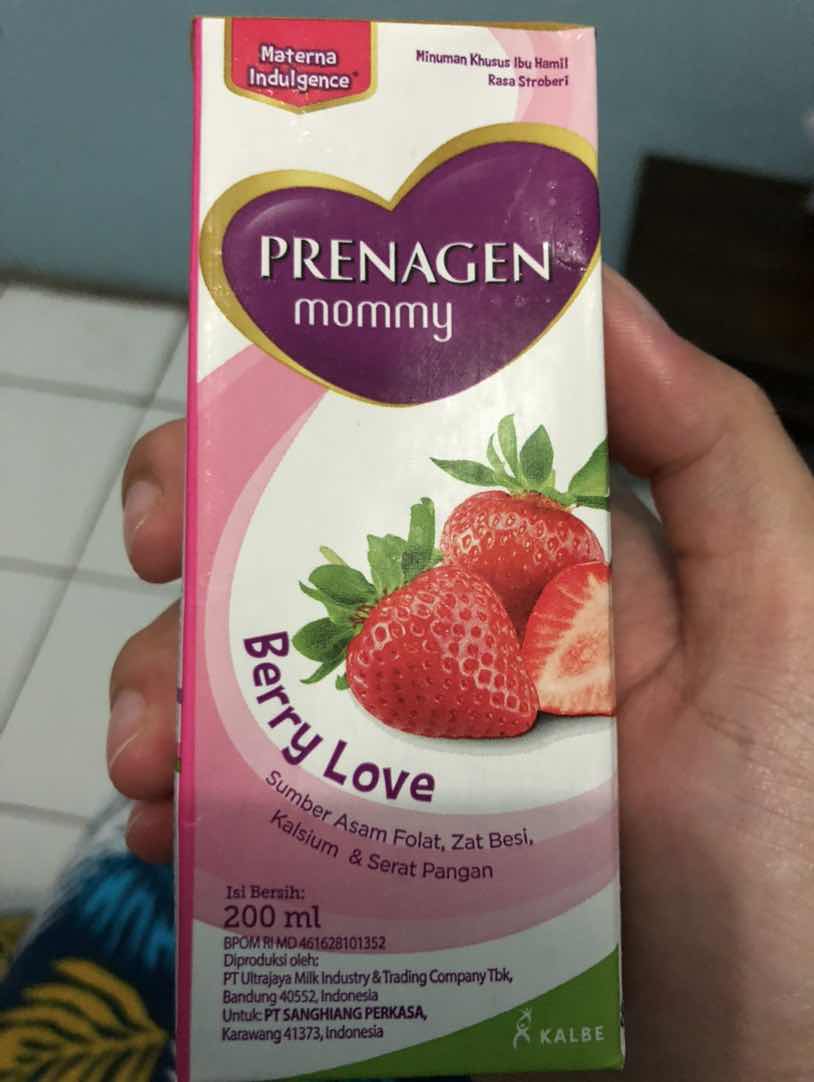 Materna
Indulgence
Minuman Khusus Ibu Hamil
Rasa Stroberi
PRENAGEN
mommy
Berry Love
Sumber Asam Folat, Zat Besi,
Kalsium & Serat Pangan
Isi Bersih:
200 ml
BPOM RI MD 461628101352
Diproduksi oleh:
PT Ultrajaya Milk Industry & Trading Company Tbk,
Bandung 40552, Indonesia
Untuk: PT SANGHIANG PERKASA,
Karawang 41373, Indonesia
KALBE